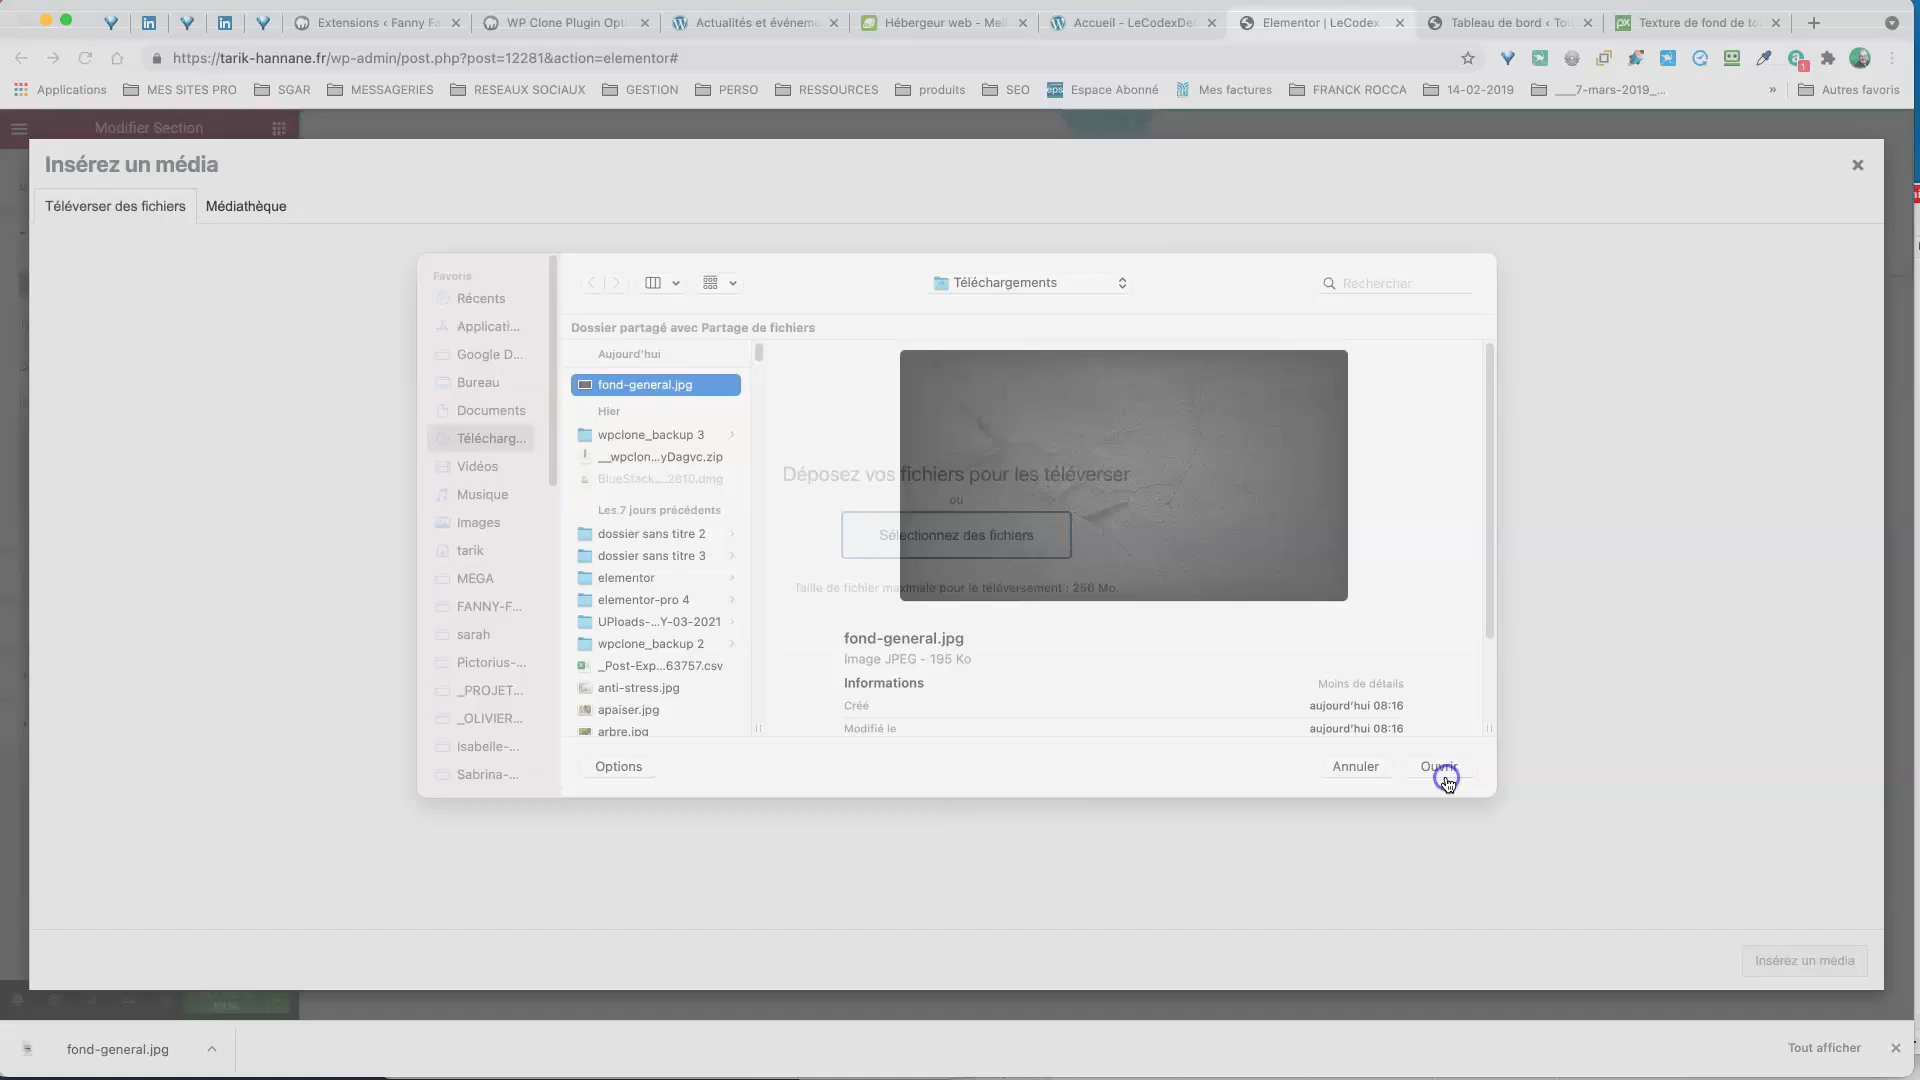 Extensions ‹ Fanny Fa
WP Clone Plugin Opti
Actualités et événeme
Hébergeur web - Meil
Accueil - LeCodexDe
Elementor | LeCodex
Tableau de bord ‹ Tou
Texture de fond de to
https://tarik-hannane.fr/wp-admin/post.php?post=12281&action=elementor#
1
Applications
MES SITES PRO
SGAR
MESSAGERIES
RESEAUX SOCIAUX
GESTION
PERSO
RESSOURCES
produits
SEO
Espace Abonné
Mes factures
FRANCK ROCCA
14-02-2019
____7-mars-2019_...
»
Autres favoris
Modifier Section
Insérez un média
Téléverser des fichiers
Médiathèque
Favoris
Récents
Applicati...
Google D...
Bureau
Documents
Télécharg...
Vidéos
Musique
Images
tarik
MEGA
FANNY-F...
sarah
Pictorius-...
_PROJET...
_OLIVIER...
Isabelle-...
Sabrina-...
Téléchargements
Rechercher
Dossier partagé avec Partage de fichiers
Aujourd'hui
fond-general.jpg
Hier
wpclone_backup 3
__wpclon...yDagvc.zip
BlueStack....2810.dmg
Les 7 jours précédents
dossier sans titre 2
dossier sans titre 3
elementor
elementor-pro 4
UPloads-...Y-03-2021
wpclone_backup 2
_Post-Exp...63757.csv
anti-stress.jpg
apaiser.jpg
arbre.jpg
Déposez vos fichiers pour les téléverser
ou
Sélectionnez des fichiers
Taille de fichier maximale pour le téléversement : 256 Mo.
fond-general.jpg
Image JPEG - 195 Ko
Informations
Moins de détails
Créé
aujourd'hui 08:16
Modifié le
aujourd'hui 08:16
Options
Annuler
Ouvrir
Insérez un média
fond-general.jpg
Tout afficher